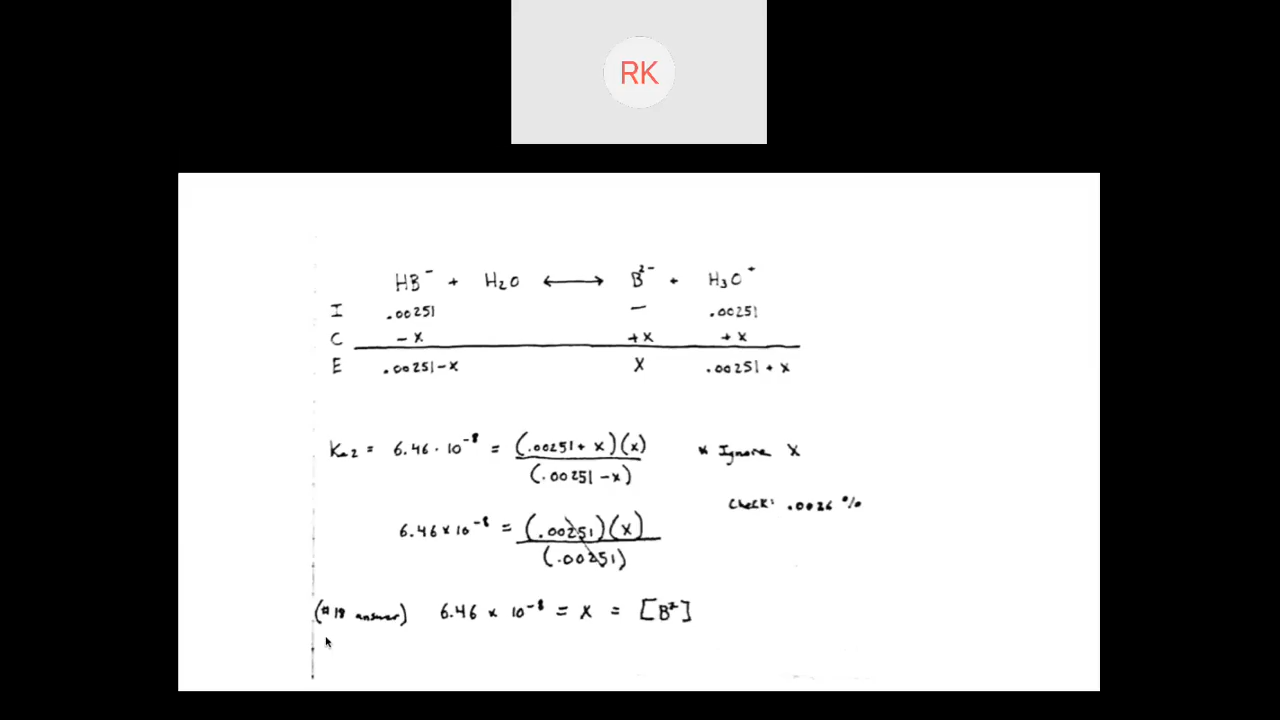 RK
HB⁻ + H₂O ⟷ B²⁻ + H₃O⁺
I .00251 — .00251
C -x +x +x
E .00251-x x .00251 + x
Ka2 = 6.46 · 10⁻⁸ = (.00251 + x)(x) / (.00251 - x) * Ignore x
Check: .0026 %
6.46 x 10⁻⁸ = (.00251)(x) / (.00251)
(#18 answer) 6.46 x 10⁻⁸ = x = [B²⁻]